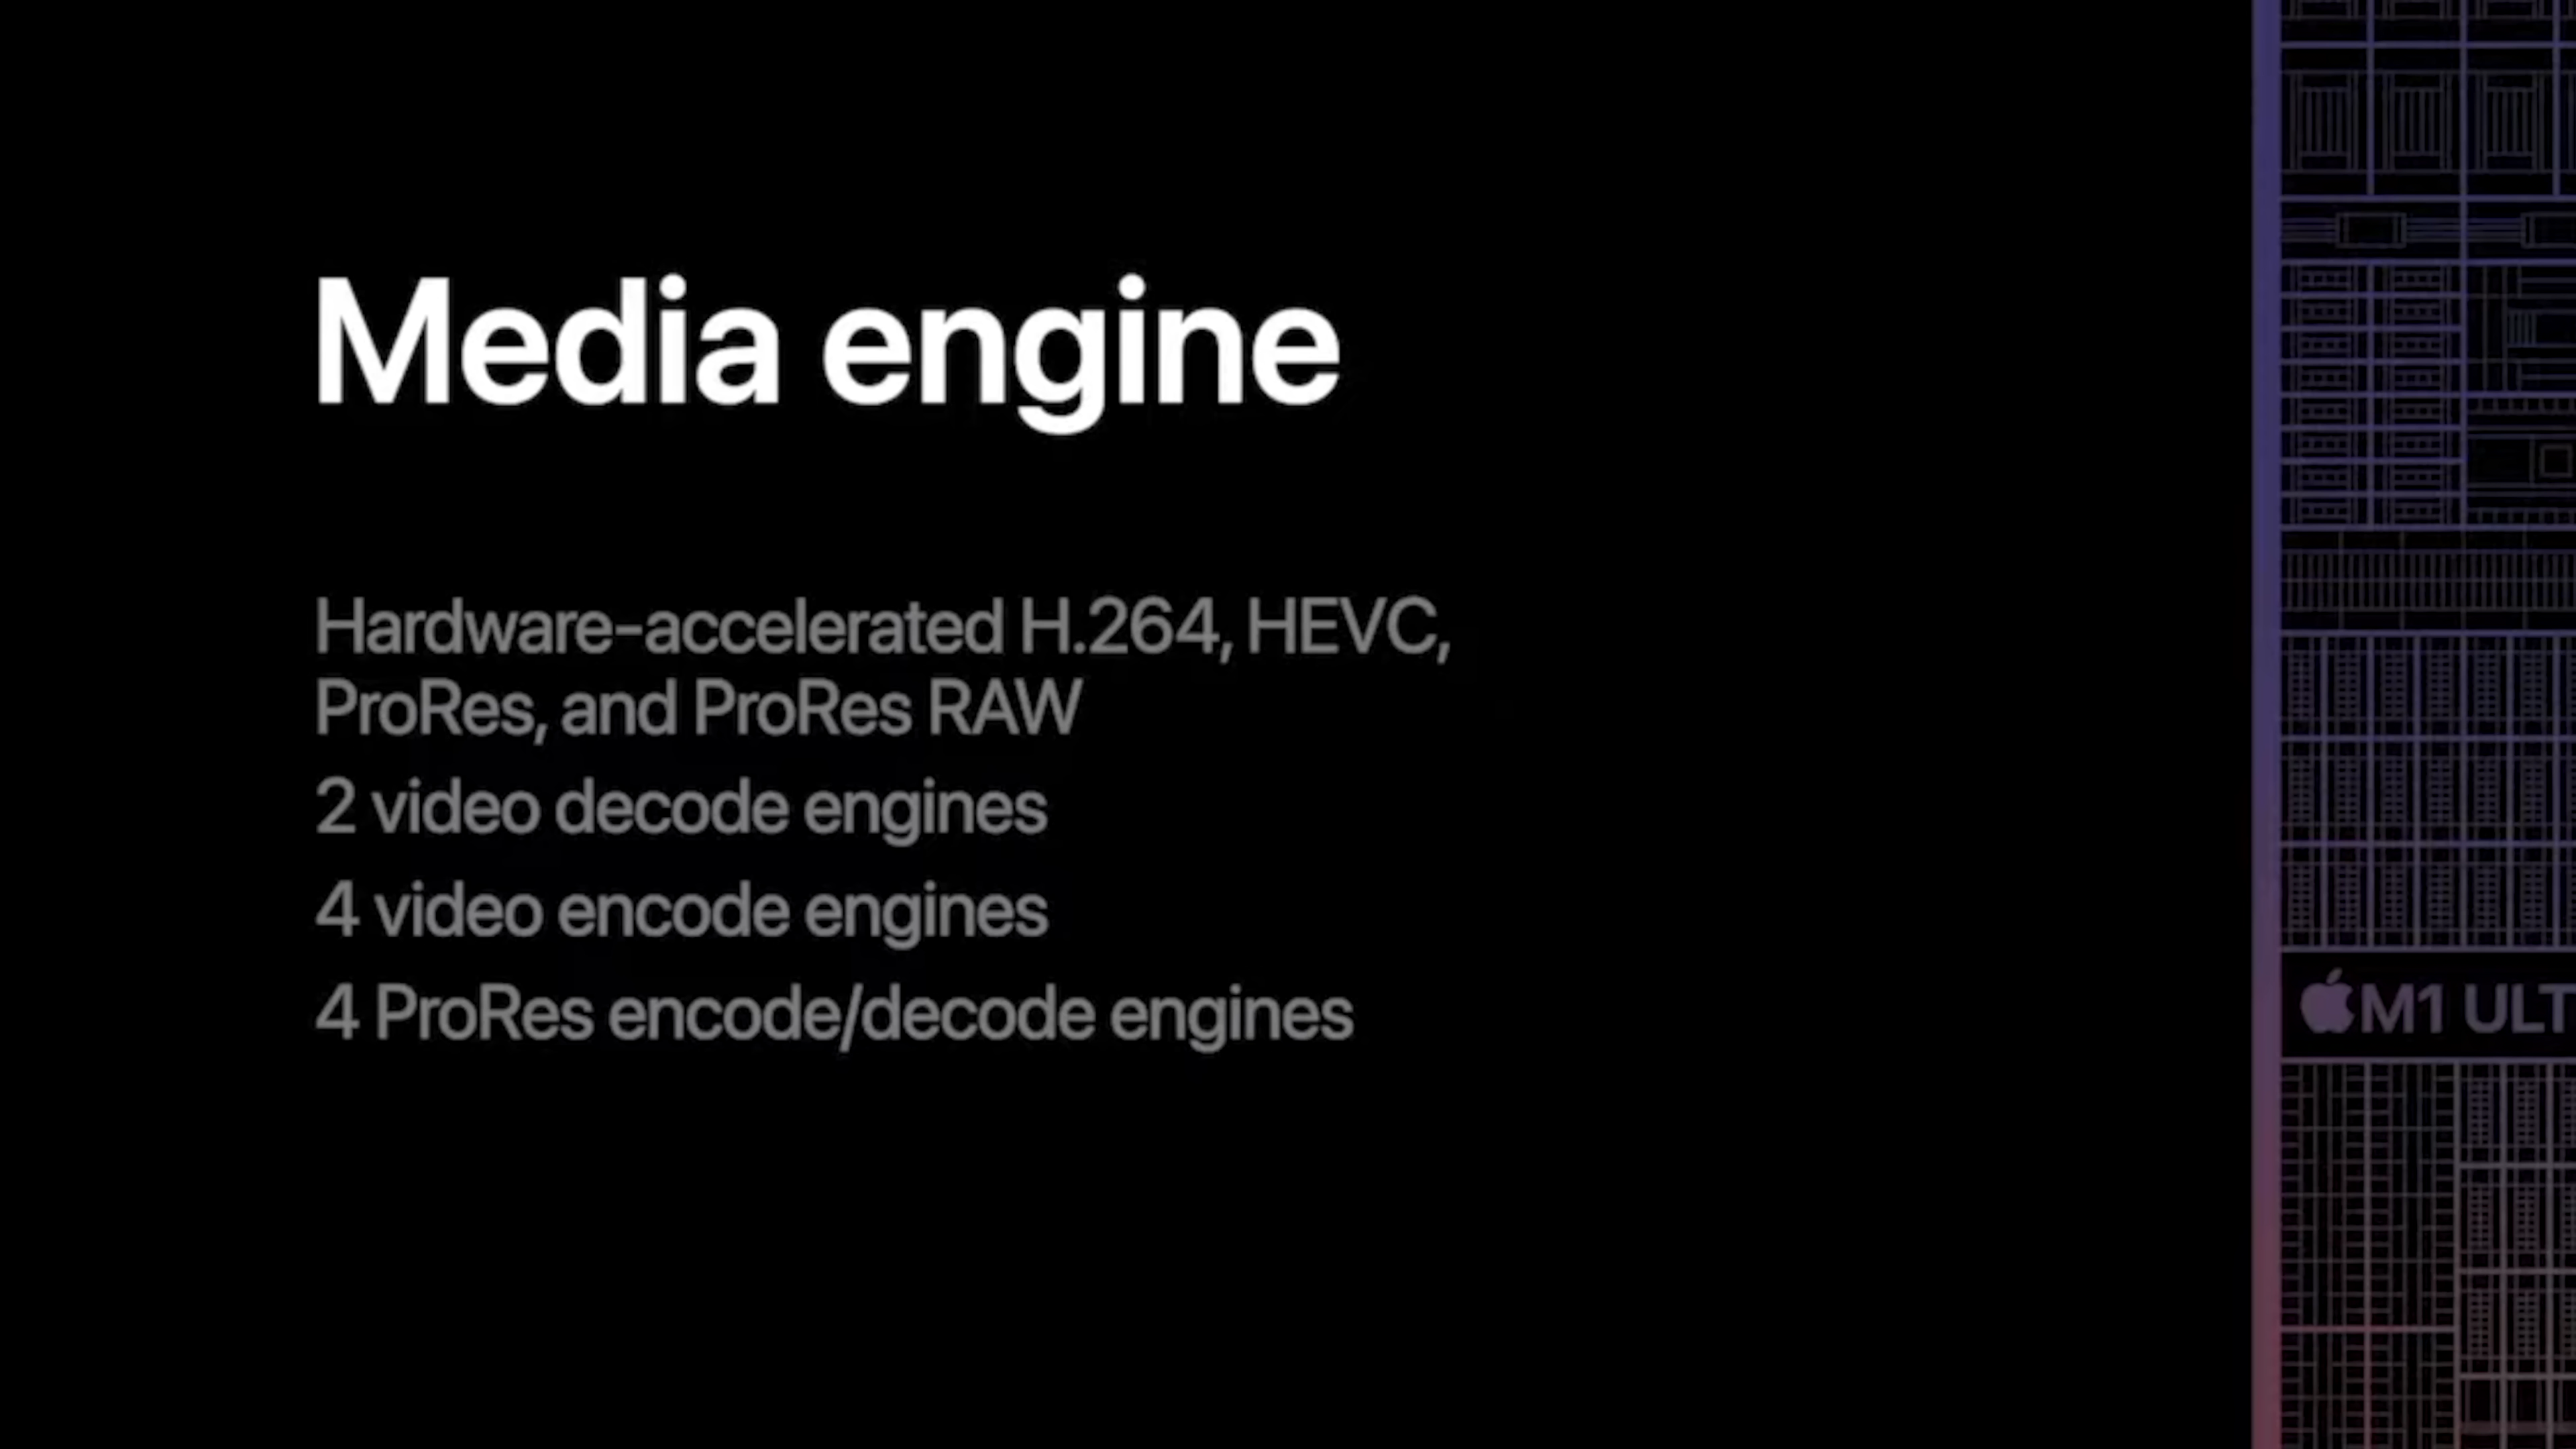 Media engine
Hardware-accelerated H.264, HEVC,
ProRes, and ProRes RAW
2 video decode engines
4 video encode engines
4 ProRes encode/decode engines
M1 ULT